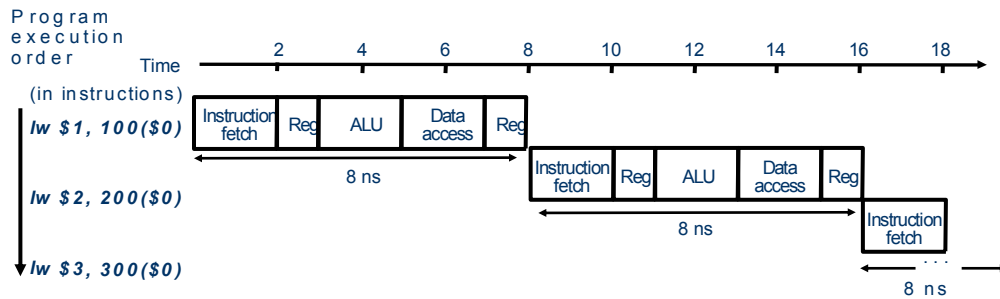 Program
execution
order
Time
2 4 6 8 10 12 14 16 18
(in instructions)
lw $1, 100($0)
Instruction
fetch
Reg
ALU
Data
access
Reg
8 ns
lw $2, 200($0)
Instruction
fetch
Reg
ALU
Data
access
Reg
8 ns
Instruction
fetch
...
lw $3, 300($0)
8 ns